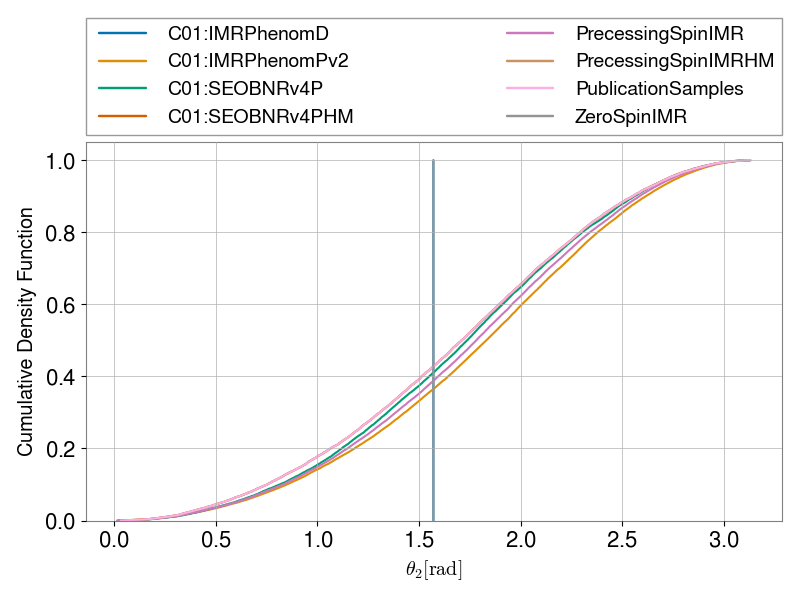 C01:IMRPhenomD
C01:IMRPhenomPv2
C01:SEOBNRv4P
C01:SEOBNRv4PHM
PrecessingSpinIMR
PrecessingSpinIMRHM
PublicationSamples
ZeroSpinIMR
Cumulative Density Function
1.0
0.8
0.6
0.4
0.2
0.0
0.0 0.5 1.0 1.5 2.0 2.5 3.0
θ₂[rad]